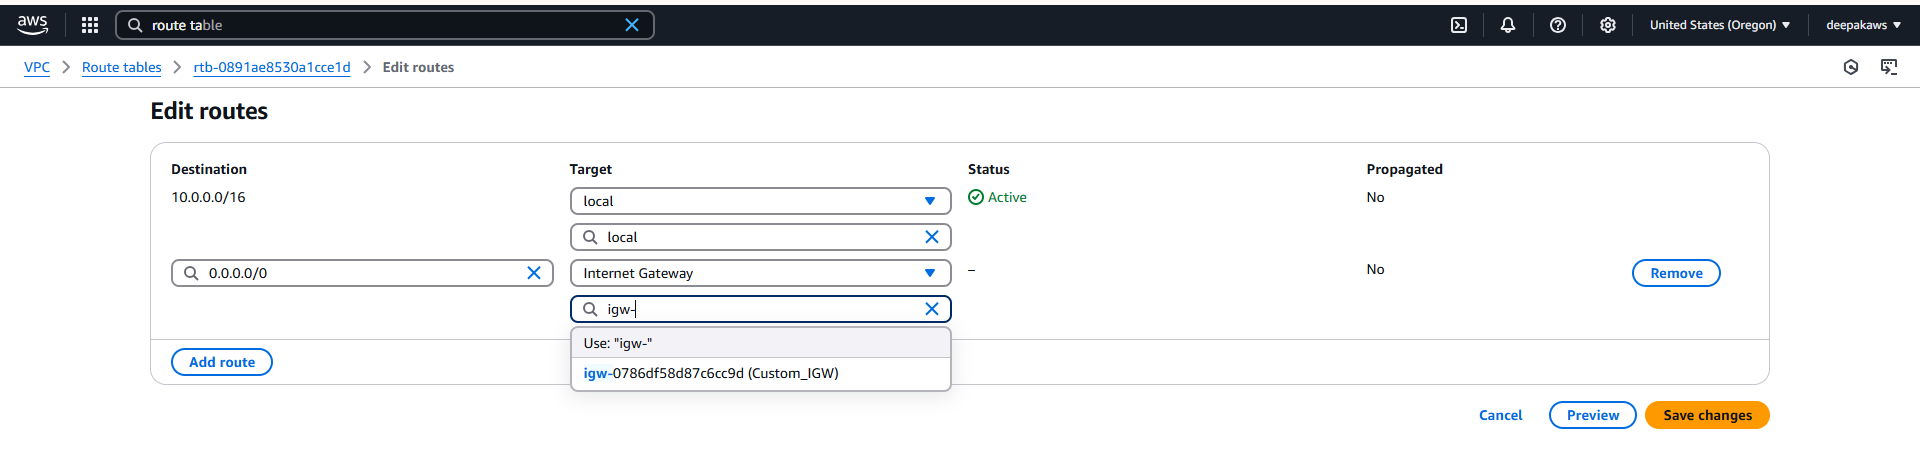 aws
route table
United States (Oregon)
deepakaws
VPC
Route tables
rtb-0891ae8530a1cce1d
Edit routes
Edit routes
Destination
Target
Status
Propagated
10.0.0.0/16
local
Active
No
local
0.0.0.0/0
Internet Gateway
–
No
Remove
igw-
Use: "igw-"
Add route
igw-0786df58d87c6cc9d (Custom_IGW)
Cancel
Preview
Save changes